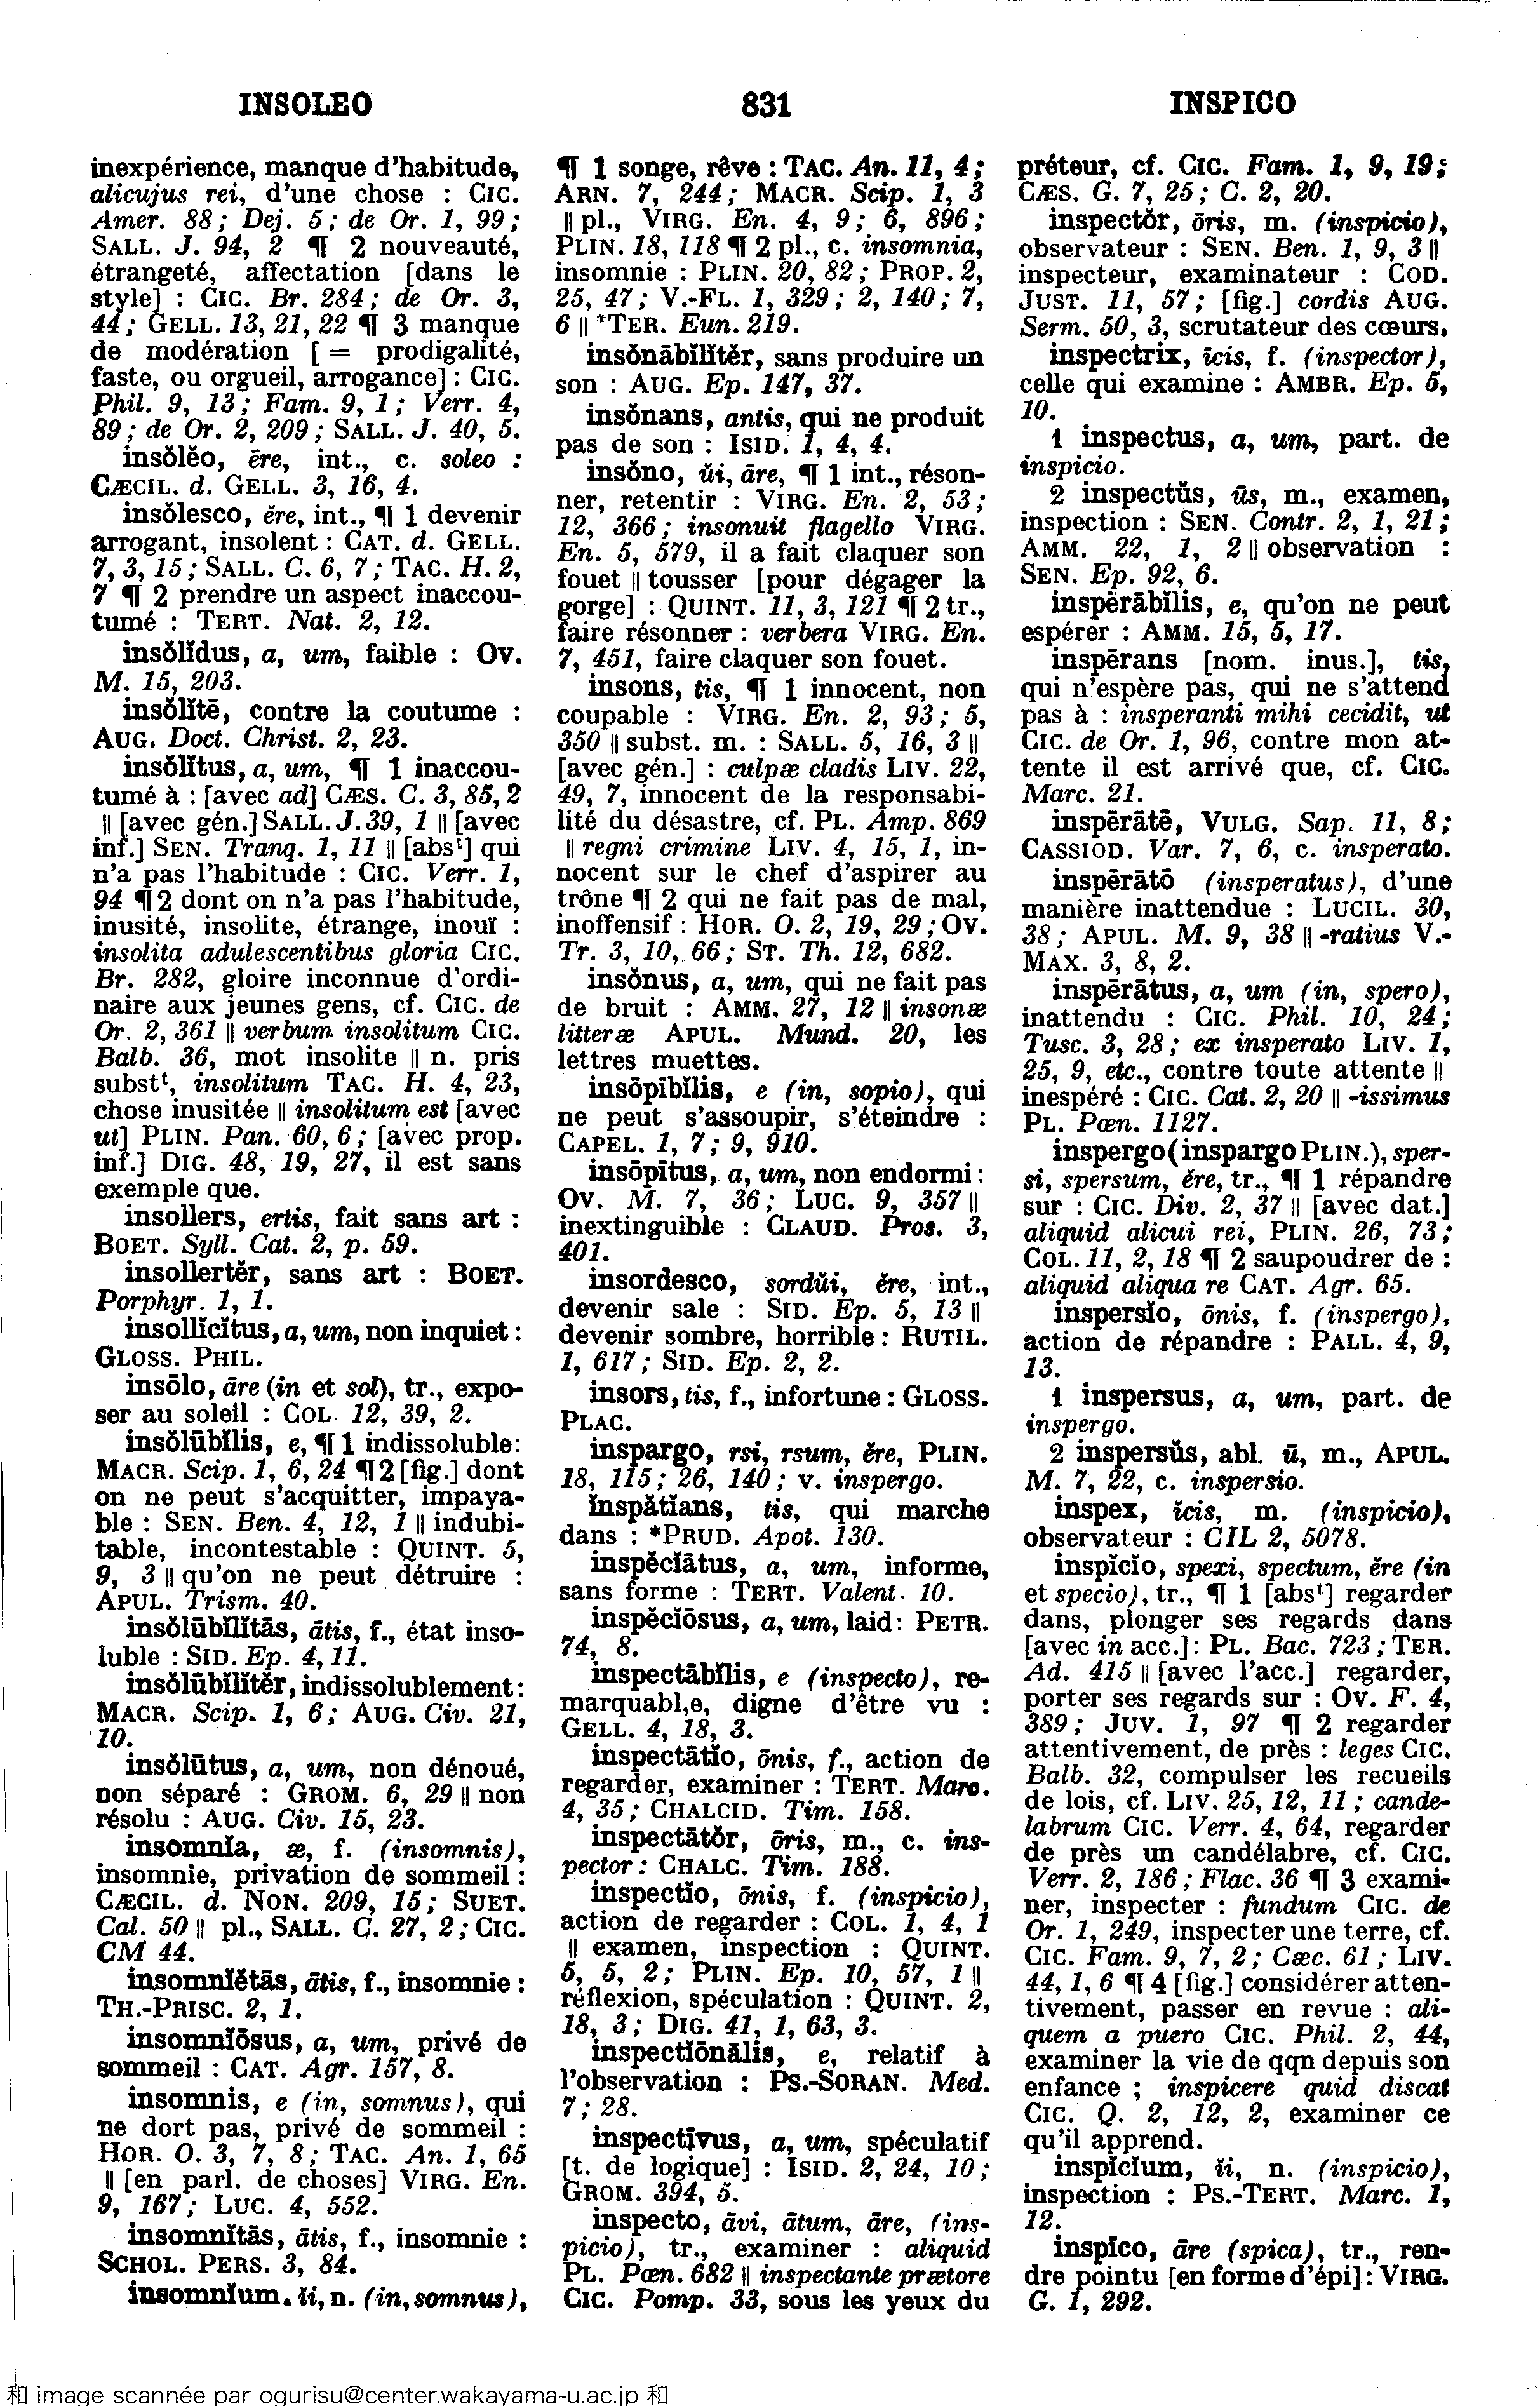 INSOLEO
831
INSPICO
inexpérience, manque d'habitude,
alicujus rei, d'une chose : CIC.
Amer. 88 ; Dej. 5 ; de Or. 1, 99 ;
SALL. J. 94, 2 ¶ 2 nouveauté,
étrangeté, affectation [dans le
style] : CIC. Br. 284 ; de Or. 3,
44 ; GELL. 13, 21, 22 ¶ 3 manque
de modération [ = prodigalité,
faste, ou orgueil, arrogance] : CIC.
Phil. 9, 13 ; Fam. 9, 1 ; Verr. 4,
89 ; de Or. 2, 209 ; SALL. J. 40, 5.
insŏlĕo, ēre, int., c. soleo :
CÆCIL. d. GELL. 3, 16, 4.
insŏlesco, ĕre, int., ¶ 1 devenir
arrogant, insolent : CAT. d. GELL.
7, 3, 15 ; SALL. C. 6, 7 ; TAC. H. 2,
7 ¶ 2 prendre un aspect inaccou-
tumé : TERT. Nat. 2, 12.
insŏlĭdus, a, um, faible : OV.
M. 15, 203.
insŏlĭtē, contre la coutume :
AUG. Doct. Christ. 2, 23.
insŏlĭtus, a, um, ¶ 1 inaccou-
tumé à : [avec ad] CÆS. C. 3, 85, 2
|| [avec gén.] SALL. J. 39, 1 || [avec
inf.] SEN. Tranq. 1, 11 || [absᵗ] qui
n'a pas l'habitude : CIC. Verr. 1,
94 ¶ 2 dont on n'a pas l'habitude,
inusité, insolite, étrange, inouï :
insolita adulescentibus gloria CIC.
Br. 282, gloire inconnue d'ordi-
naire aux jeunes gens, cf. CIC. de
Or. 2, 361 || verbum insolitum CIC.
Balb. 36, mot insolite || n. pris
substᵗ, insolitum TAC. H. 4, 23,
chose inusitée || insolitum est [avec
ut] PLIN. Pan. 60, 6 ; [avec prop.
inf.] DIG. 48, 19, 27, il est sans
exemple que.
insollers, ertis, fait sans art :
BOET. Syll. Cat. 2, p. 59.
insollertĕr, sans art : BOET.
Porphyr. 1, 1.
insollĭcĭtus, a, um, non inquiet :
GLOSS. PHIL.
insōlo, āre (in et sol), tr., expo-
ser au soleil : COL. 12, 39, 2.
insŏlūbĭlis, e, ¶ 1 indissoluble:
MACR. Scip. 1, 6, 24 ¶ 2 [fig.] dont
on ne peut s'acquitter, impaya-
ble : SEN. Ben. 4, 12, 1 || indubi-
table, incontestable : QUINT. 5,
9, 3 || qu'on ne peut détruire :
APUL. Trism. 40.
insŏlūbĭlĭtās, ātis, f., état inso-
luble : SID. Ep. 4, 11.
insŏlūbĭlĭtĕr, indissolublement :
MACR. Scip. 1, 6 ; AUG. Civ. 21,
10.
insŏlūtus, a, um, non dénoué,
non séparé : GROM. 6, 29 || non
résolu : AUG. Civ. 15, 23.
insomnĭa, æ, f. (insomnis),
insomnie, privation de sommeil :
CÆCIL. d. NON. 209, 15 ; SUET.
Cal. 50 || pl., SALL. C. 27, 2 ; CIC.
CM 44.
insomnĭĕtās, ātis, f., insomnie :
TH.-PRISC. 2, 1.
insomnĭōsus, a, um, privé de
sommeil : CAT. Agr. 157, 8.
insomnis, e (in, somnus), qui
ne dort pas, privé de sommeil :
HOR. O. 3, 7, 8 ; TAC. An. 1, 65
|| [en parl. de choses] VIRG. En.
9, 167 ; LUC. 4, 552.
insomnĭtās, ātis, f., insomnie :
SCHOL. PERS. 3, 84.
insomnĭum, ĭi, n. (in, somnus),
¶ 1 songe, rêve : TAC. An. 11, 4 ;
ARN. 7, 244 ; MACR. Scip. 1, 3
|| pl., VIRG. En. 4, 9 ; 6, 896 ;
PLIN. 18, 118 ¶ 2 pl., c. insomnia,
insomnie : PLIN. 20, 82 ; PROP. 2,
25, 47 ; V.-FL. 1, 329 ; 2, 140 ; 7,
6 || *TER. Eun. 219.
insŏnābĭlĭtĕr, sans produire un
son : AUG. Ep. 147, 37.
insŏnans, antis, qui ne produit
pas de son : ISID. 1, 4, 4.
insŏno, ŭi, āre, ¶ 1 int., réson-
ner, retentir : VIRG. En. 2, 53 ;
12, 366 ; insonuit flagello VIRG.
En. 5, 579, il a fait claquer son
fouet || tousser [pour dégager la
gorge] : QUINT. 11, 3, 121 ¶ 2 tr.,
faire résonner : verbera VIRG. En.
7, 451, faire claquer son fouet.
insons, tis, ¶ 1 innocent, non
coupable : VIRG. En. 2, 93 ; 5,
350 || subst. m. : SALL. 5, 16, 3 ||
[avec gén.] : culpæ cladis LIV. 22,
49, 7, innocent de la responsabi-
lité du désastre, cf. PL. Amp. 869
|| regni crimine LIV. 4, 15, 1, in-
nocent sur le chef d'aspirer au
trône ¶ 2 qui ne fait pas de mal,
inoffensif : HOR. O. 2, 19, 29 ; OV.
Tr. 3, 10, 66 ; ST. Th. 12, 682.
insŏnus, a, um, qui ne fait pas
de bruit : AMM. 27, 12 || insonæ
litteræ APUL. Mund. 20, les
lettres muettes.
insōpībĭlis, e (in, sopio), qui
ne peut s'assoupir, s'éteindre :
CAPEL. 1, 7 ; 9, 910.
insōpītus, a, um, non endormi :
OV. M. 7, 36 ; LUC. 9, 357 ||
inextinguible : CLAUD. Pros. 3,
401.
insordesco, sordŭi, ĕre, int.,
devenir sale : SID. Ep. 5, 13 ||
devenir sombre, horrible : RUTIL.
1, 617 ; SID. Ep. 2, 2.
insors, tis, f., infortune : GLOSS.
PLAC.
inspargo, rsi, rsum, ĕre, PLIN.
18, 115 ; 26, 140 ; v. inspergo.
inspătĭans, tis, qui marche
dans : *PRUD. Apot. 130.
inspĕcĭātus, a, um, informe,
sans forme : TERT. Valent. 10.
inspĕcĭōsus, a, um, laid : PETR.
74, 8.
inspectābĭlis, e (inspecto), re-
marquabl,e, digne d'être vu :
GELL. 4, 18, 3.
inspectātĭo, ōnis, f., action de
regarder, examiner : TERT. Marc.
4, 35 ; CHALCID. Tim. 158.
inspectātŏr, ōris, m., c. ins-
pector : CHALC. Tim. 188.
inspectĭo, ōnis, f. (inspicio),
action de regarder : COL. 1, 4, 1
|| examen, inspection : QUINT.
5, 5, 2 ; PLIN. Ep. 10, 57, 1 ||
réflexion, spéculation : QUINT. 2,
18, 3 ; DIG. 41, 1, 63, 3.
inspectĭōnālis, e, relatif à
l'observation : PS.-SORAN. Med.
7 ; 28.
inspectīvus, a, um, spéculatif
[t. de logique] : ISID. 2, 24, 10 ;
GROM. 394, 5.
inspecto, āvi, ātum, āre, (ins-
picio), tr., examiner : aliquid
PL. Pœn. 682 || inspectante prætore
CIC. Pomp. 33, sous les yeux du
préteur, cf. CIC. Fam. 1, 9, 19 ;
CÆS. G. 7, 25 ; C. 2, 20.
inspectŏr, ōris, m. (inspicio),
observateur : SEN. Ben. 1, 9, 3 ||
inspecteur, examinateur : COD.
JUST. 11, 57 ; [fig.] cordis AUG.
Serm. 50, 3, scrutateur des cœurs.
inspectrix, īcis, f. (inspector),
celle qui examine : AMBR. Ep. 5,
10.
1 inspectus, a, um, part. de
inspicio.
2 inspectŭs, ūs, m., examen,
inspection : SEN. Contr. 2, 1, 21 ;
AMM. 22, 1, 2 || observation :
SEN. Ep. 92, 6.
inspērābĭlis, e, qu'on ne peut
espérer : AMM. 15, 5, 17.
inspērans [nom. inus.], tis,
qui n'espère pas, qui ne s'attend
pas à : insperanti mihi cecidit, ut
CIC. de Or. 1, 96, contre mon at-
tente il est arrivé que, cf. CIC.
Marc. 21.
inspērātē, VULG. Sap. 11, 8 ;
CASSIOD. Var. 7, 6, c. insperato.
inspērātō (insperatus), d'une
manière inattendue : LUCIL. 30,
38 ; APUL. M. 9, 38 || -ratius V.-
MAX. 3, 8, 2.
inspērātus, a, um (in, spero),
inattendu : CIC. Phil. 10, 24 ;
Tusc. 3, 28 ; ex insperato LIV. 1,
25, 9, etc., contre toute attente ||
inespéré : CIC. Cat. 2, 20 || -issimus
PL. Pœn. 1127.
inspergo (inspargo PLIN.), sper-
si, spersum, ĕre, tr., ¶ 1 répandre
sur : CIC. Div. 2, 37 || [avec dat.]
aliquid alicui rei, PLIN. 26, 73 ;
COL. 11, 2, 18 ¶ 2 saupoudrer de :
aliquid aliqua re CAT. Agr. 65.
inspersĭo, ōnis, f. (inspergo),
action de répandre : PALL. 4, 9,
13.
1 inspersus, a, um, part. de
inspergo.
2 inspersŭs, abl. ū, m., APUL.
M. 7, 22, c. inspersio.
inspex, ĭcis, m. (inspicio),
observateur : CIL 2, 5078.
inspĭcĭo, spexi, spectum, ĕre (in
et specio), tr., ¶ 1 [absᵗ] regarder
dans, plonger ses regards dans
[avec in acc.] : PL. Bac. 723 ; TER.
Ad. 415 || [avec l'acc.] regarder,
porter ses regards sur : OV. F. 4,
389 ; JUV. 1, 97 ¶ 2 regarder
attentivement, de près : leges CIC.
Balb. 32, compulser les recueils
de lois, cf. LIV. 25, 12, 11 ; cande-
labrum CIC. Verr. 4, 64, regarder
de près un candélabre, cf. CIC.
Verr. 2, 186 ; Flac. 36 ¶ 3 exami-
ner, inspecter : fundum CIC. de
Or. 1, 249, inspecter une terre, cf.
CIC. Fam. 9, 7, 2 ; Cæc. 61 ; LIV.
44, 1, 6 ¶ 4 [fig.] considérer atten-
tivement, passer en revue : ali-
quem a puero CIC. Phil. 2, 44,
examiner la vie de qqn depuis son
enfance ; inspicere quid discat
CIC. Q. 2, 12, 2, examiner ce
qu'il apprend.
inspĭcĭum, ĭi, n. (inspicio),
inspection : PS.-TERT. Marc. 1,
12.
inspīco, āre (spica), tr., ren-
dre pointu [en forme d'épi] : VIRG.
G. 1, 292.
和 image scannée par ogurisu@center.wakayama-u.ac.jp 和